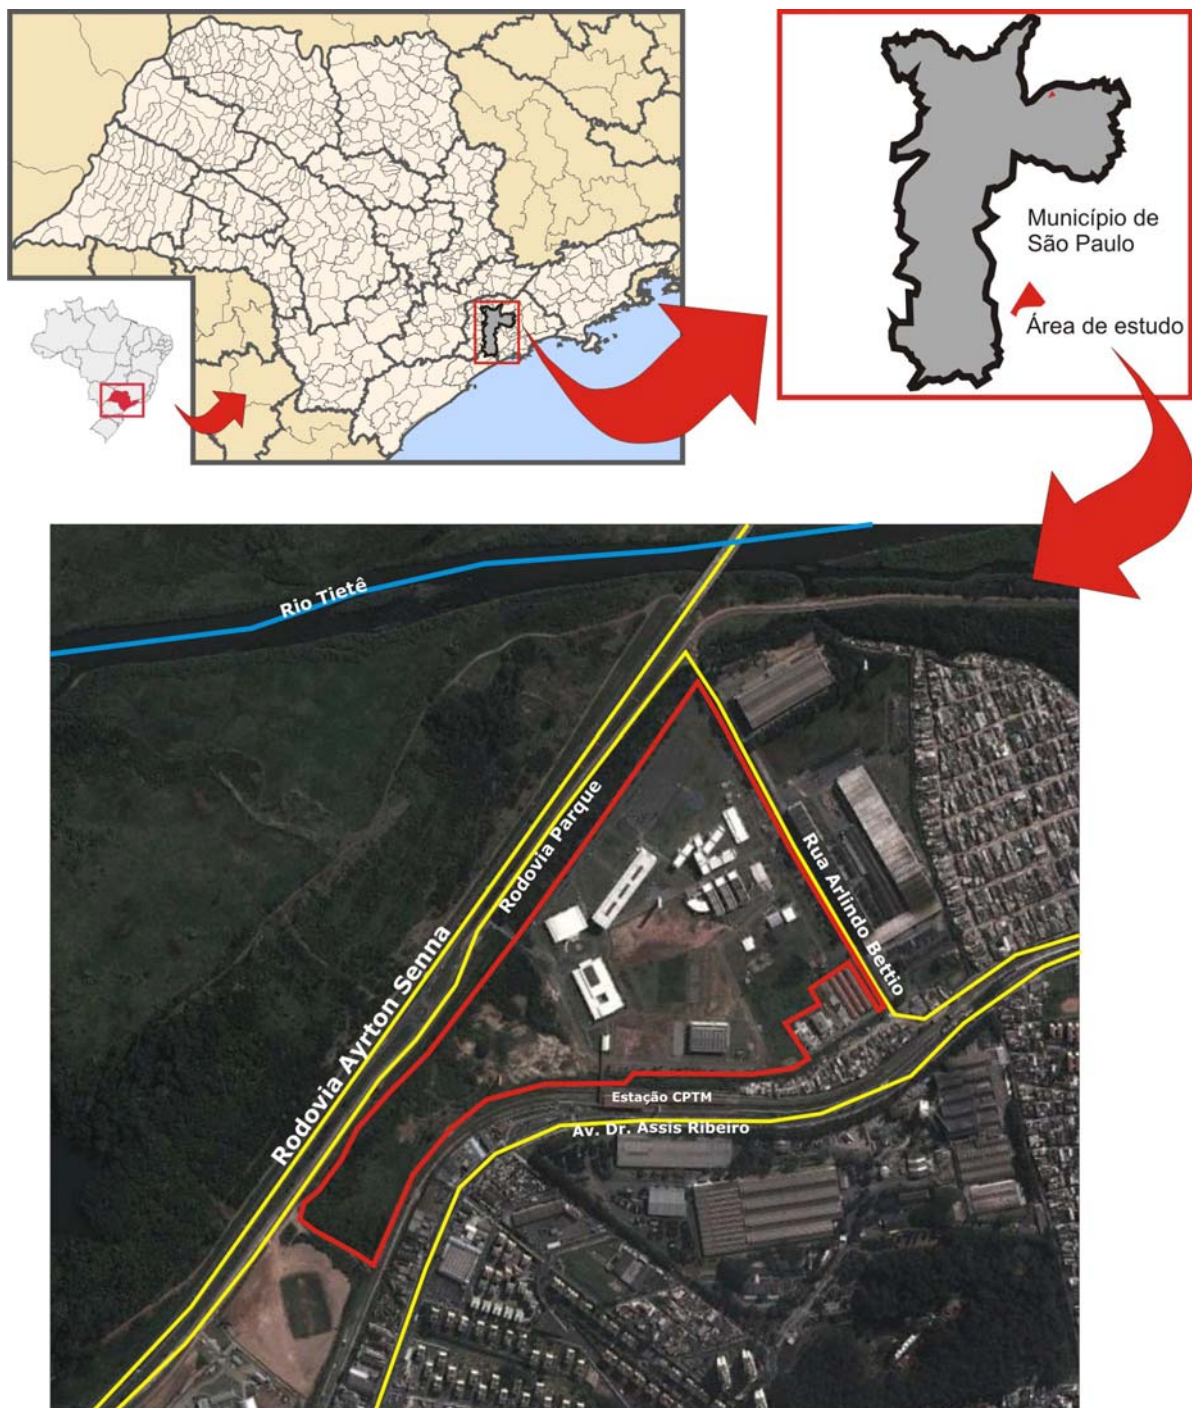 Município de
São Paulo
Área de estudo
Rio Tietê
Rodovia Parque
Rua Arlindo Bettio
Rodovia Ayrton Senna
Estação CPTM
Av. Dr. Assis Ribeiro